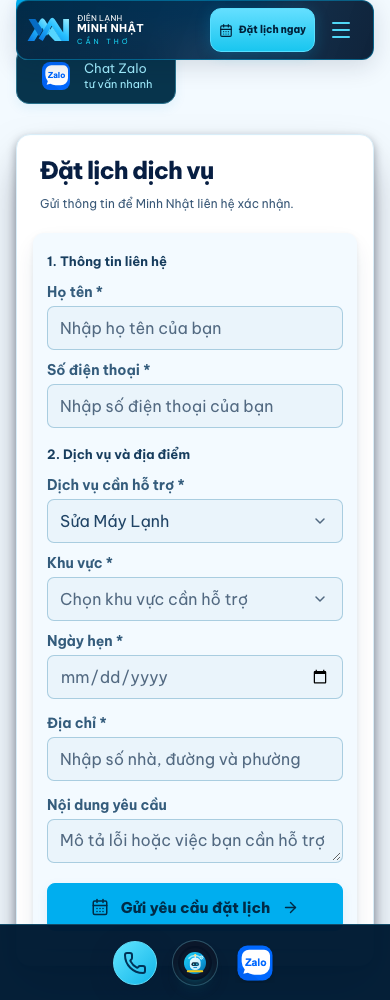 ĐIỆN LẠNH
MINH NHẬT
CẦN THƠ
Đặt lịch ngay
Zalo
Chat Zalo
tư vấn nhanh
Đặt lịch dịch vụ
Gửi thông tin để Minh Nhật liên hệ xác nhận.
1. Thông tin liên hệ
Họ tên *
Nhập họ tên của bạn
Số điện thoại *
Nhập số điện thoại của bạn
2. Dịch vụ và địa điểm
Dịch vụ cần hỗ trợ *
Sửa Máy Lạnh
Khu vực *
Chọn khu vực cần hỗ trợ
Ngày hẹn *
mm/dd/yyyy
Địa chỉ *
Nhập số nhà, đường và phường
Nội dung yêu cầu
Mô tả lỗi hoặc việc bạn cần hỗ trợ
Gửi yêu cầu đặt lịch
Zalo